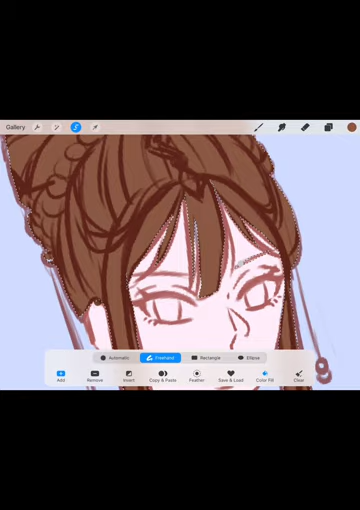 Gallery
Automatic Freehand Rectangle Ellipse
Add Remove Invert Copy & Paste Feather Save & Load Color Fill Clear